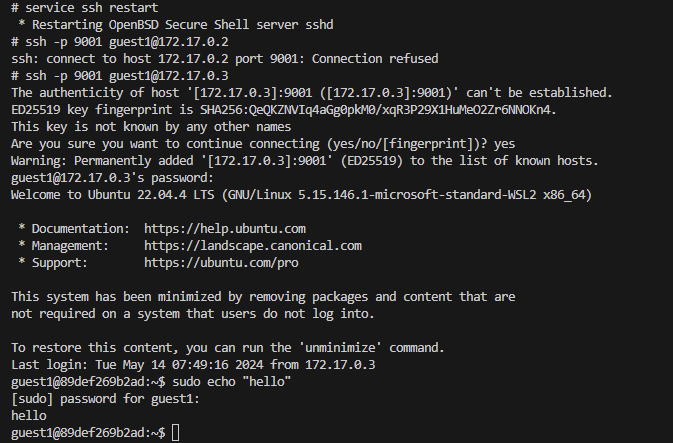 # service ssh restart
 * Restarting OpenBSD Secure Shell server sshd
# ssh -p 9001 guest1@172.17.0.2
ssh: connect to host 172.17.0.2 port 9001: Connection refused
# ssh -p 9001 guest1@172.17.0.3
The authenticity of host '[172.17.0.3]:9001 ([172.17.0.3]:9001)' can't be established.
ED25519 key fingerprint is SHA256:QeQKZNVIq4aGg0pkM0/xqR3P29X1HuMeO2Zr6NNOKn4.
This key is not known by any other names
Are you sure you want to continue connecting (yes/no/[fingerprint])? yes
Warning: Permanently added '[172.17.0.3]:9001' (ED25519) to the list of known hosts.
guest1@172.17.0.3's password:
Welcome to Ubuntu 22.04.4 LTS (GNU/Linux 5.15.146.1-microsoft-standard-WSL2 x86_64)

 * Documentation:  https://help.ubuntu.com
 * Management:     https://landscape.canonical.com
 * Support:        https://ubuntu.com/pro

This system has been minimized by removing packages and content that are
not required on a system that users do not log into.

To restore this content, you can run the 'unminimize' command.
Last login: Tue May 14 07:49:16 2024 from 172.17.0.3
guest1@89def269b2ad:~$ sudo echo "hello"
[sudo] password for guest1:
hello
guest1@89def269b2ad:~$